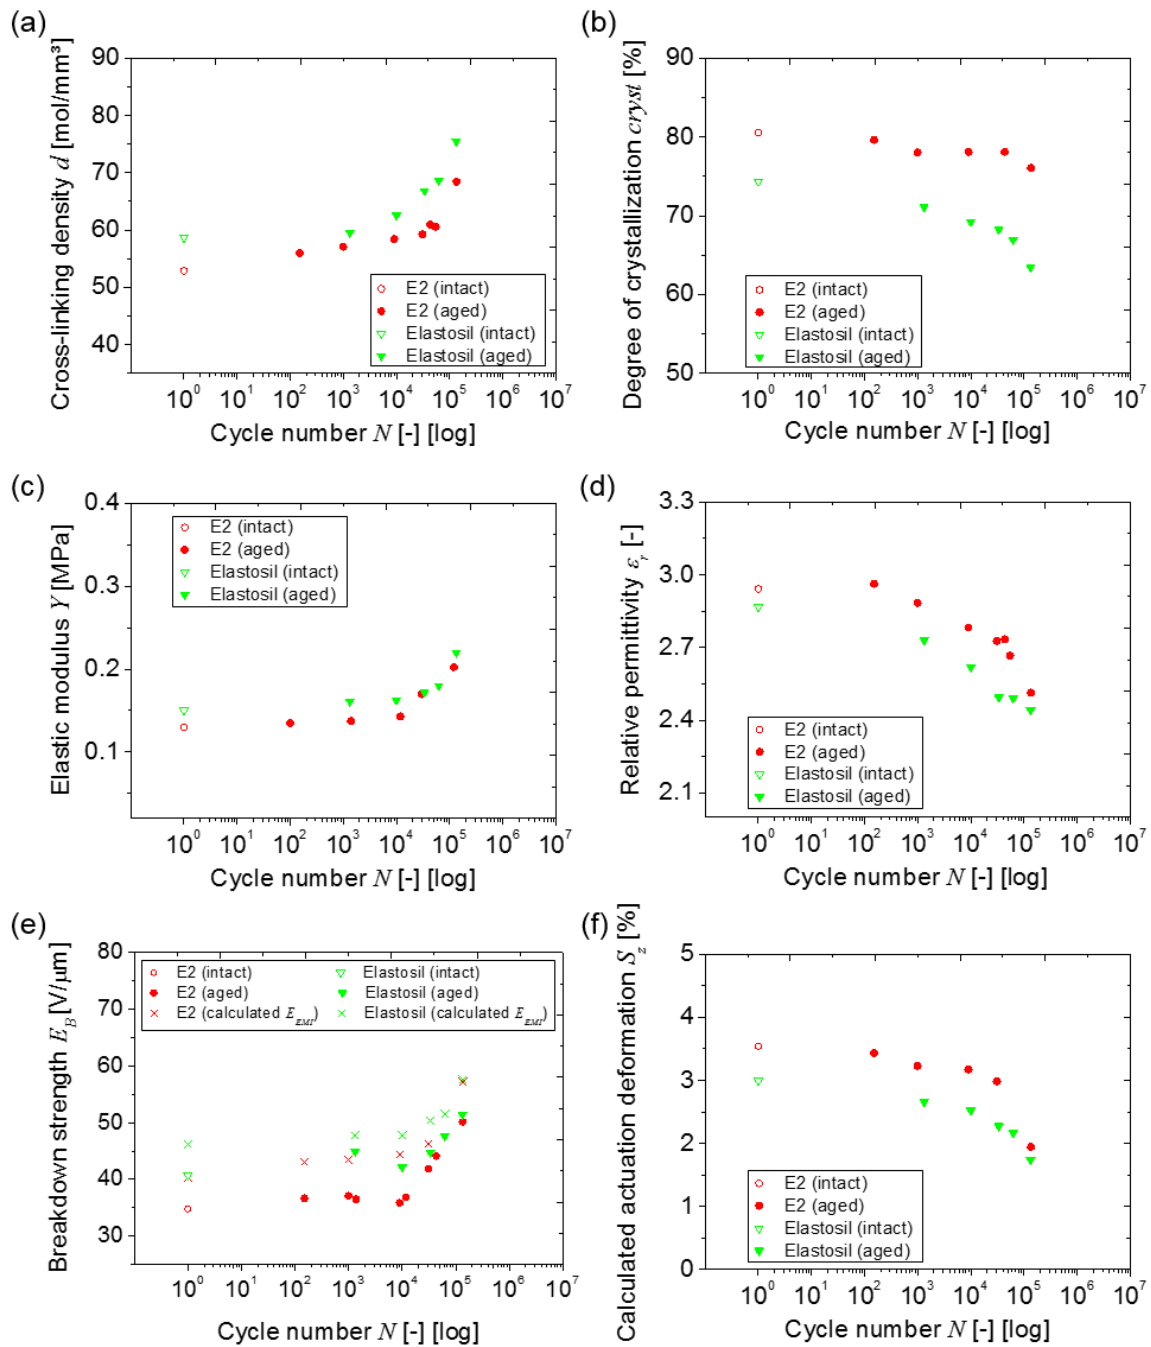 (a)
Cross-linking density d [mol/mm³]
90
80
70
60
50
40
E2 (intact)
E2 (aged)
Elastosil (intact)
Elastosil (aged)
10⁰ 10¹ 10² 10³ 10⁴ 10⁵ 10⁶ 10⁷
Cycle number N [-] [log]
(b)
Degree of crystallization cryst [%]
90
80
70
60
50
E2 (intact)
E2 (aged)
Elastosil (intact)
Elastosil (aged)
10⁰ 10¹ 10² 10³ 10⁴ 10⁵ 10⁶ 10⁷
Cycle number N [-] [log]
(c)
Elastic modulus Y [MPa]
0.4
0.3
0.2
0.1
E2 (intact)
E2 (aged)
Elastosil (intact)
Elastosil (aged)
10⁰ 10¹ 10² 10³ 10⁴ 10⁵ 10⁶ 10⁷
Cycle number N [-] [log]
(d)
Relative permittivity εᵣ [-]
3.3
3.0
2.7
2.4
2.1
E2 (intact)
E2 (aged)
Elastosil (intact)
Elastosil (aged)
10⁰ 10¹ 10² 10³ 10⁴ 10⁵ 10⁶ 10⁷
Cycle number N [-] [log]
(e)
Breakdown strength E_B [V/µm]
80
70
60
50
40
30
E2 (intact) Elastosil (intact)
E2 (aged) Elastosil (aged)
E2 (calculated E_EMI) Elastosil (calculated E_EMI)
10⁰ 10¹ 10² 10³ 10⁴ 10⁵ 10⁶ 10⁷
Cycle number N [-] [log]
(f)
Calculated actuation deformation S_z [%]
5
4
3
2
1
0
E2 (intact)
E2 (aged)
Elastosil (intact)
Elastosil (aged)
10⁰ 10¹ 10² 10³ 10⁴ 10⁵ 10⁶ 10⁷
Cycle number N [-] [log]